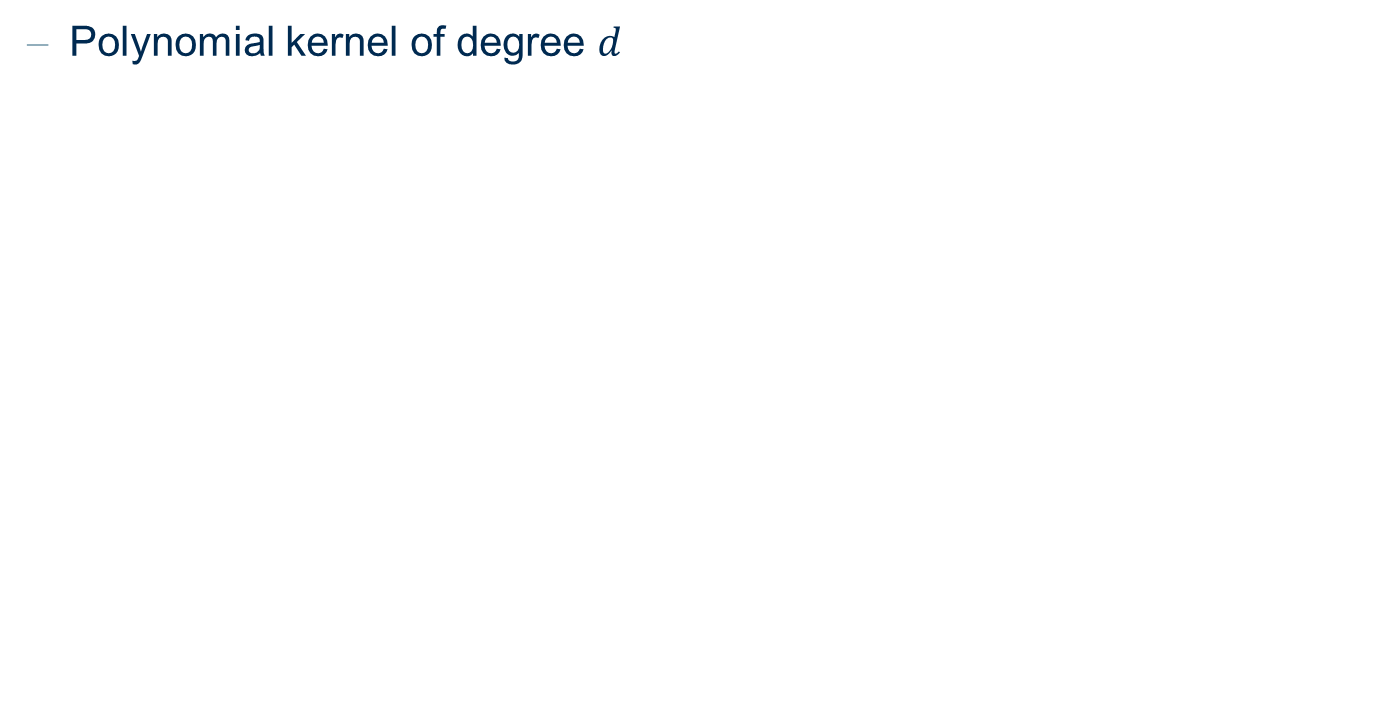 – Polynomial kernel of degree 𝑑